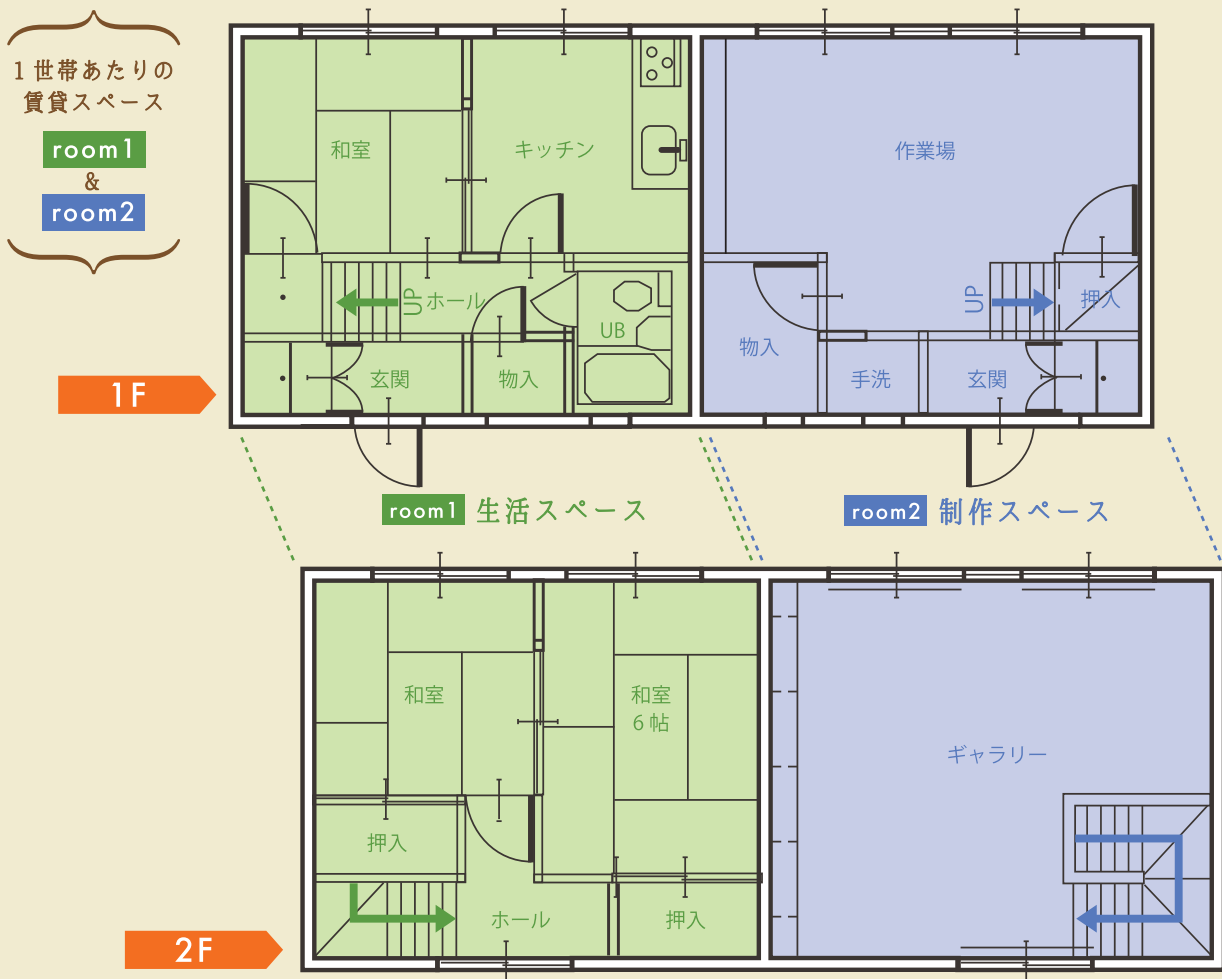 1世帯あたりの
賃貸スペース
room1
&
room2
和室
キッチン
作業場
UP
ホール
UB
UP
押入
物入
1F
玄関
物入
手洗
玄関
room1 生活スペース
room2 制作スペース
和室
和室
6帖
ギャラリー
押入
ホール
押入
2F